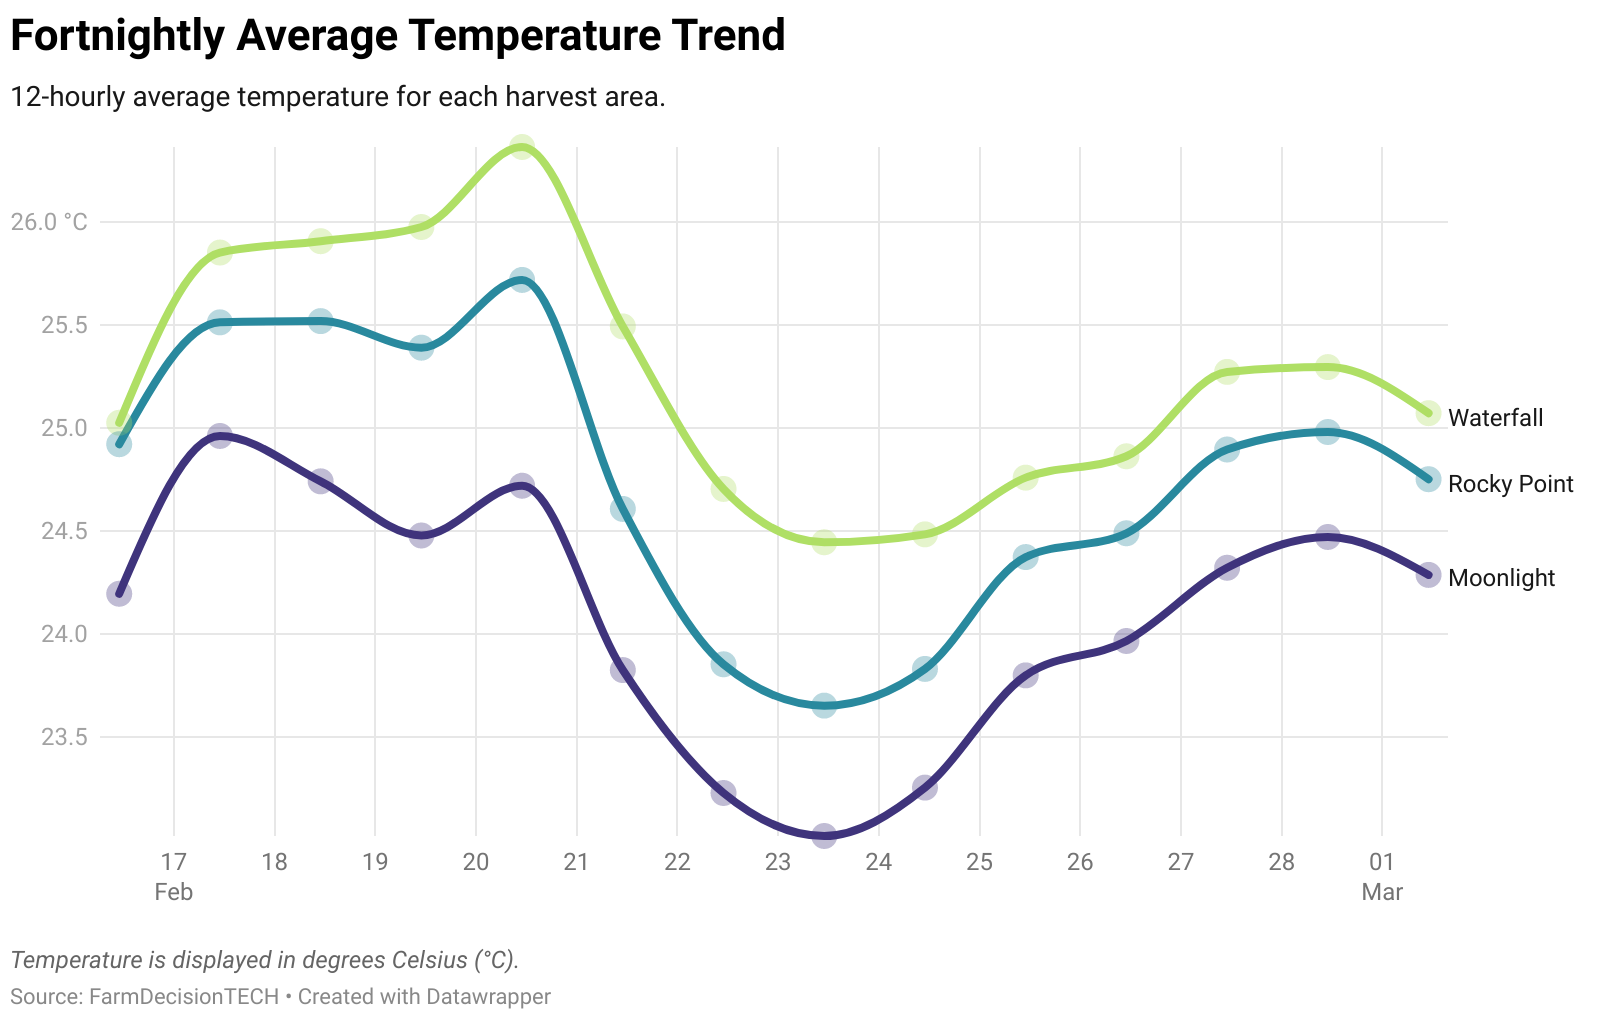 Fortnightly Average Temperature Trend
12-hourly average temperature for each harvest area.
26.0 °C
25.5
25.0
24.5
24.0
23.5
Waterfall
Rocky Point
Moonlight
17 18 19 20 21 22 23 24 25 26 27 28 01
Feb Mar
Temperature is displayed in degrees Celsius (°C).
Source: FarmDecisionTECH • Created with Datawrapper